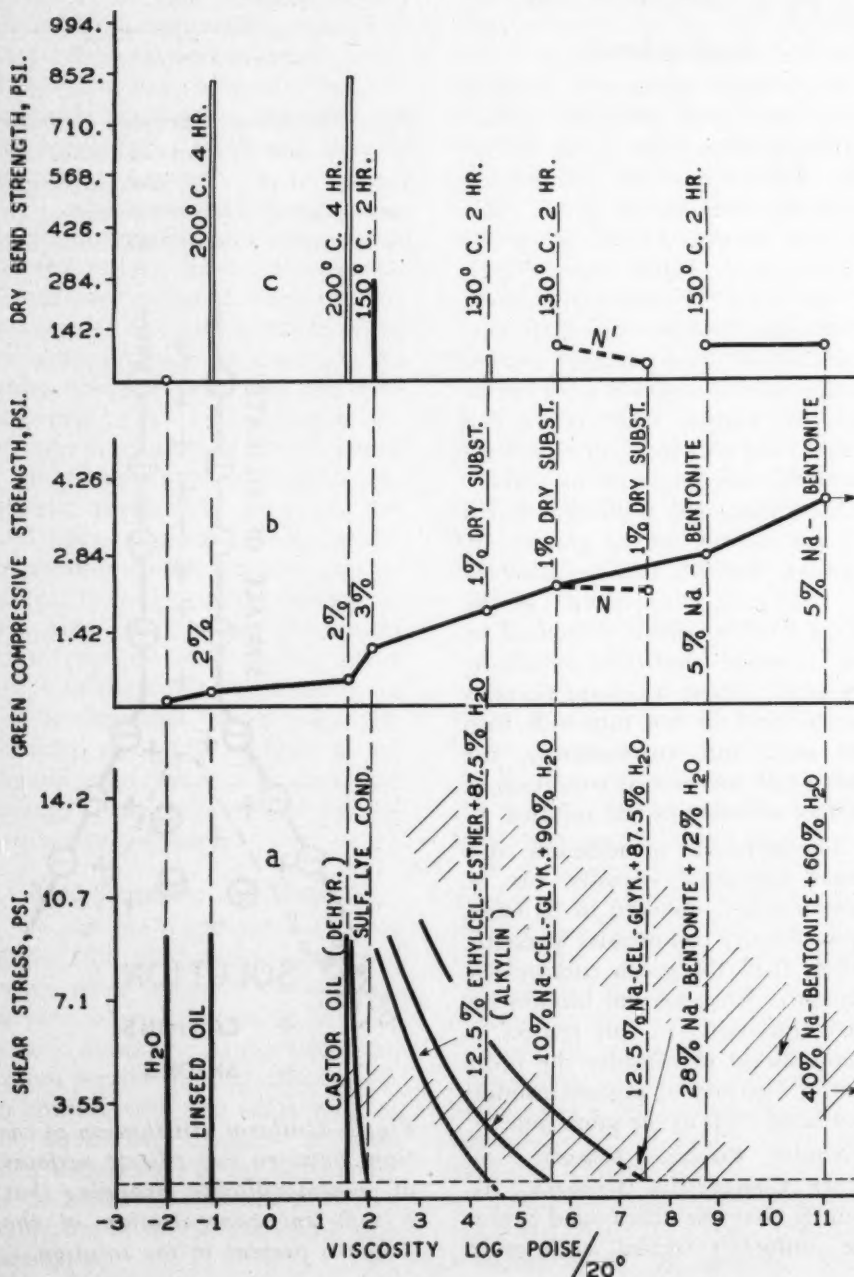 DRY BEND STRENGTH, PSI.
994.
852.
710.
568.
426.
284.
142.
200° C. 4 HR.
200° C. 4 HR.
150° C. 2 HR.
130° C. 2 HR.
130° C. 2 HR.
150° C. 2 HR.
c
N'
GREEN COMPRESSIVE STRENGTH, PSI.
4.26
2.84
1.42
b
2%
2%
3%
1% DRY SUBST.
1% DRY SUBST.
1% DRY SUBST.
5% Na - BENTONITE
5% Na - BENTONITE
N
SHEAR STRESS, PSI.
14.2
10.7
7.1
3.55
a
H2O
LINSEED OIL
CASTOR OIL (DEHYR.)
SULF. LYE COND.
12.5% ETHYLCEL.-ESTHER+87.5% H2O
(ALKYLIN)
10% Na-CEL.-GLYK.+90% H2O
12.5% Na-CEL.-GLYK.+87.5% H2O
28% Na-BENTONITE +72% H2O
40% Na-BENTONITE +60% H2O
-3 -2 -1 0 1 2 3 4 5 6 7 8 9 10 11
VISCOSITY LOG POISE/20°